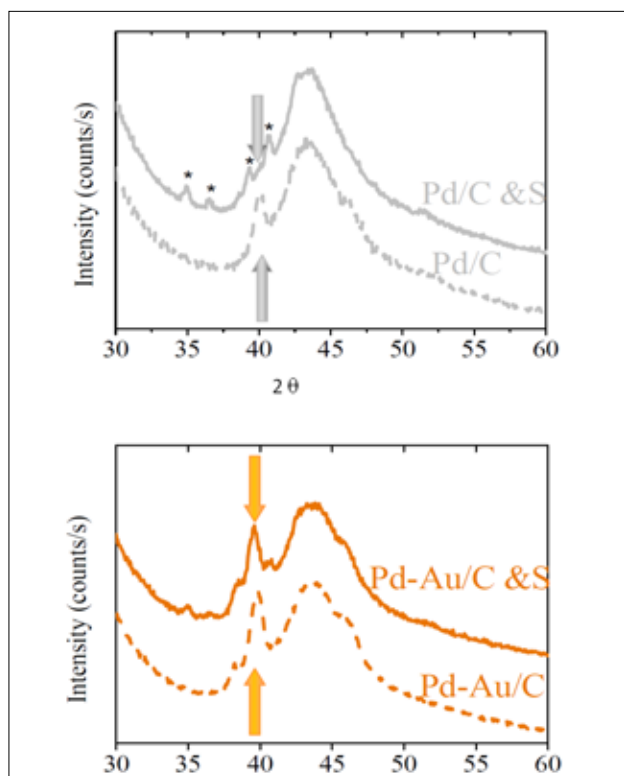 Intensity (counts/s)
* * * *
Pd/C &S
Pd/C
30 35 40 45 50 55 60
2 θ
Intensity (counts/s)
Pd-Au/C &S
Pd-Au/C
30 35 40 45 50 55 60